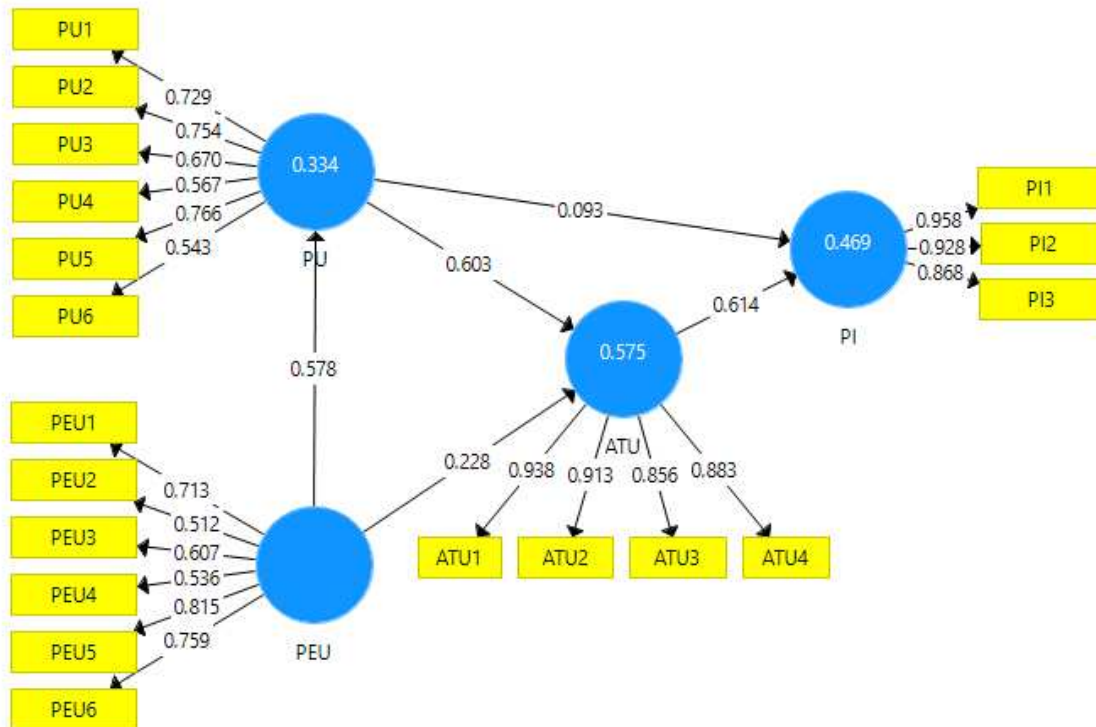 PU1
PU2
PU3
PU4
PU5
PU6
0.729
0.754
0.670
0.567
0.766
0.543
0.334
PU
0.093
0.603
0.578
0.469
PI
0.958
0.928
0.868
PI1
PI2
PI3
0.614
0.575
ATU
0.228
0.938
0.913
0.856
0.883
ATU1
ATU2
ATU3
ATU4
PEU1
PEU2
PEU3
PEU4
PEU5
PEU6
0.713
0.512
0.607
0.536
0.815
0.759
PEU